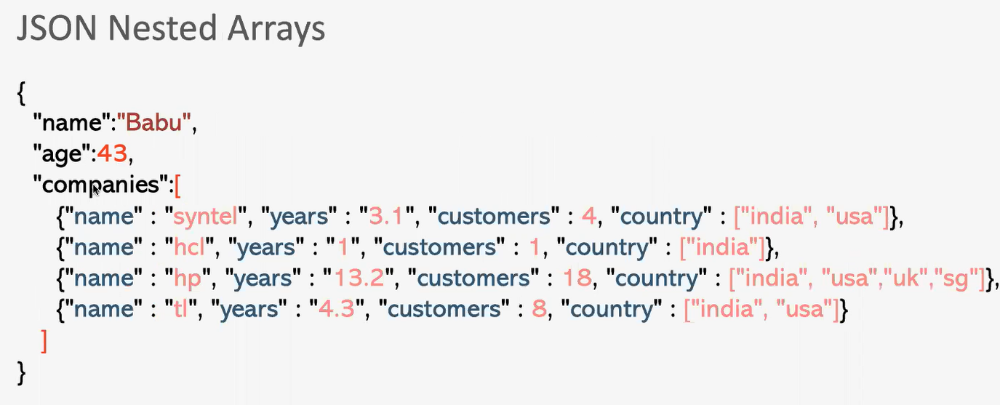 JSON Nested Arrays
{
"name":"Babu",
"age":43,
"companies":[
{"name" : "syntel", "years" : "3.1", "customers" : 4, "country" : ["india", "usa"]},
{"name" : "hcl", "years" : "1", "customers" : 1, "country" : ["india"]},
{"name" : "hp", "years" : "13.2", "customers" : 18, "country" : ["india", "usa","uk","sg"]},
{"name" : "tl", "years" : "4.3", "customers" : 8, "country" : ["india", "usa"]}
]
}